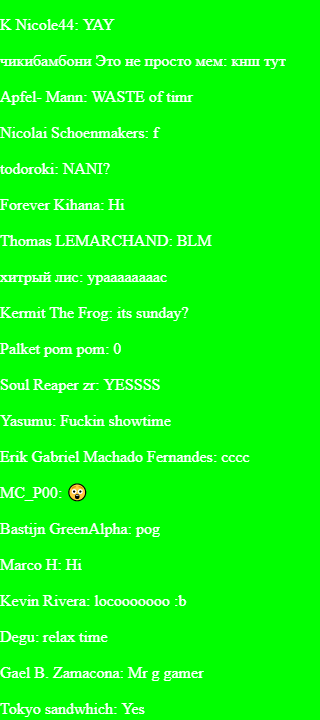 K Nicole44: YAY
чикибамбони Это не просто мем: кнш тут
Apfel- Mann: WASTE of timr
Nicolai Schoenmakers: f
todoroki: NANI?
Forever Kihana: Hi
Thomas LEMARCHAND: BLM
хитрый лис: урааааааааас
Kermit The Frog: its sunday?
Palket pom pom: 0
Soul Reaper zr: YESSSS
Yasumu: Fuckin showtime
Erik Gabriel Machado Fernandes: cccc
MC_P00: 😲
Bastijn GreenAlpha: pog
Marco H: Hi
Kevin Rivera: locooooooo :b
Degu: relax time
Gael B. Zamacona: Mr g gamer
Tokyo sandwhich: Yes